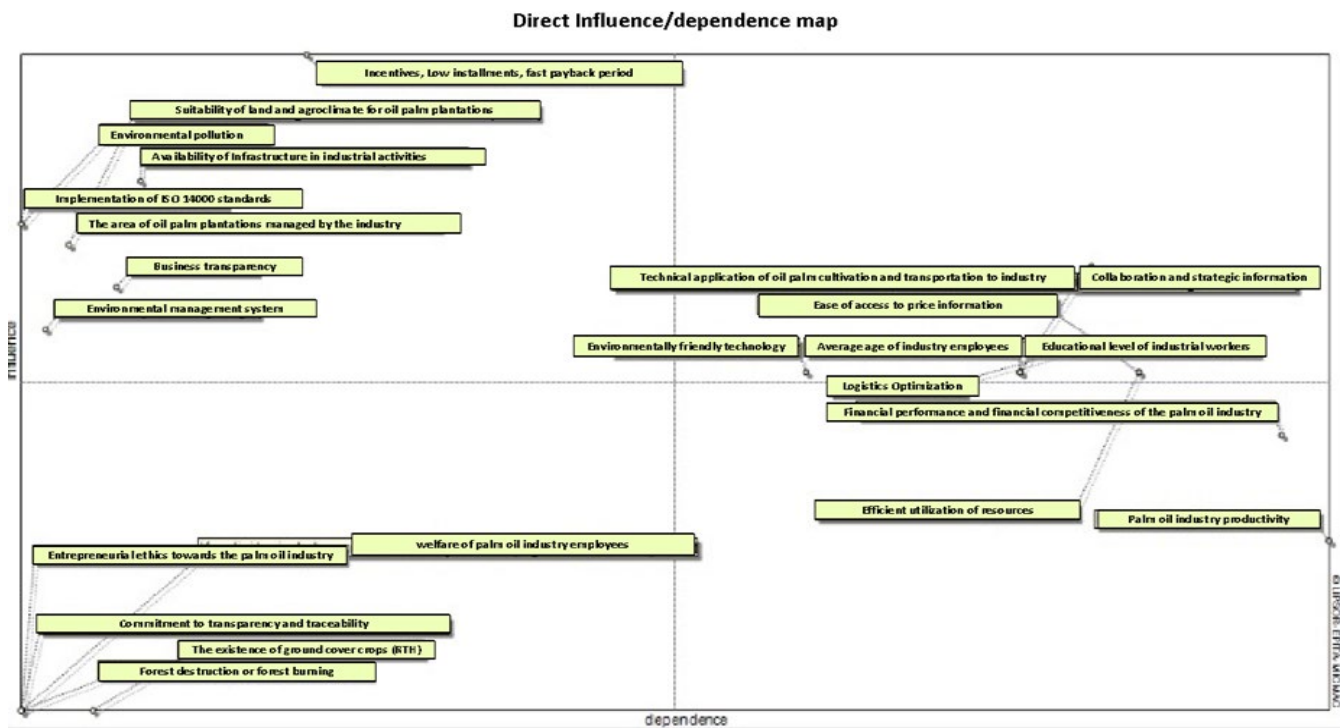 Direct Influence/dependence map
Incentives, Low installments, fast payback period
Suitability of land and agroclimate for oil palm plantations
Environmental pollution
Availability of Infrastructure in industrial activities
Implementation of ISO 14000 standards
The area of oil palm plantations managed by the industry
Business transparency
Technical application of oil palm cultivation and transportation to industry
Collaboration and strategic information
Environmental management system
Ease of access to price information
influence
Environmentally friendly technology
Average age of industry employees
Educational level of industrial workers
Logistics Optimization
Financial performance and financial competitiveness of the palm oil industry
Efficient utilization of resources
Palm oil industry productivity
welfare of palm oil industry employees
Entrepreneurial ethics towards the palm oil industry
Commitment to transparency and traceability
The existence of ground cover crops (RTH)
Forest destruction or forest burning
© LIPSOR-EPITA-MICMAC
dependence